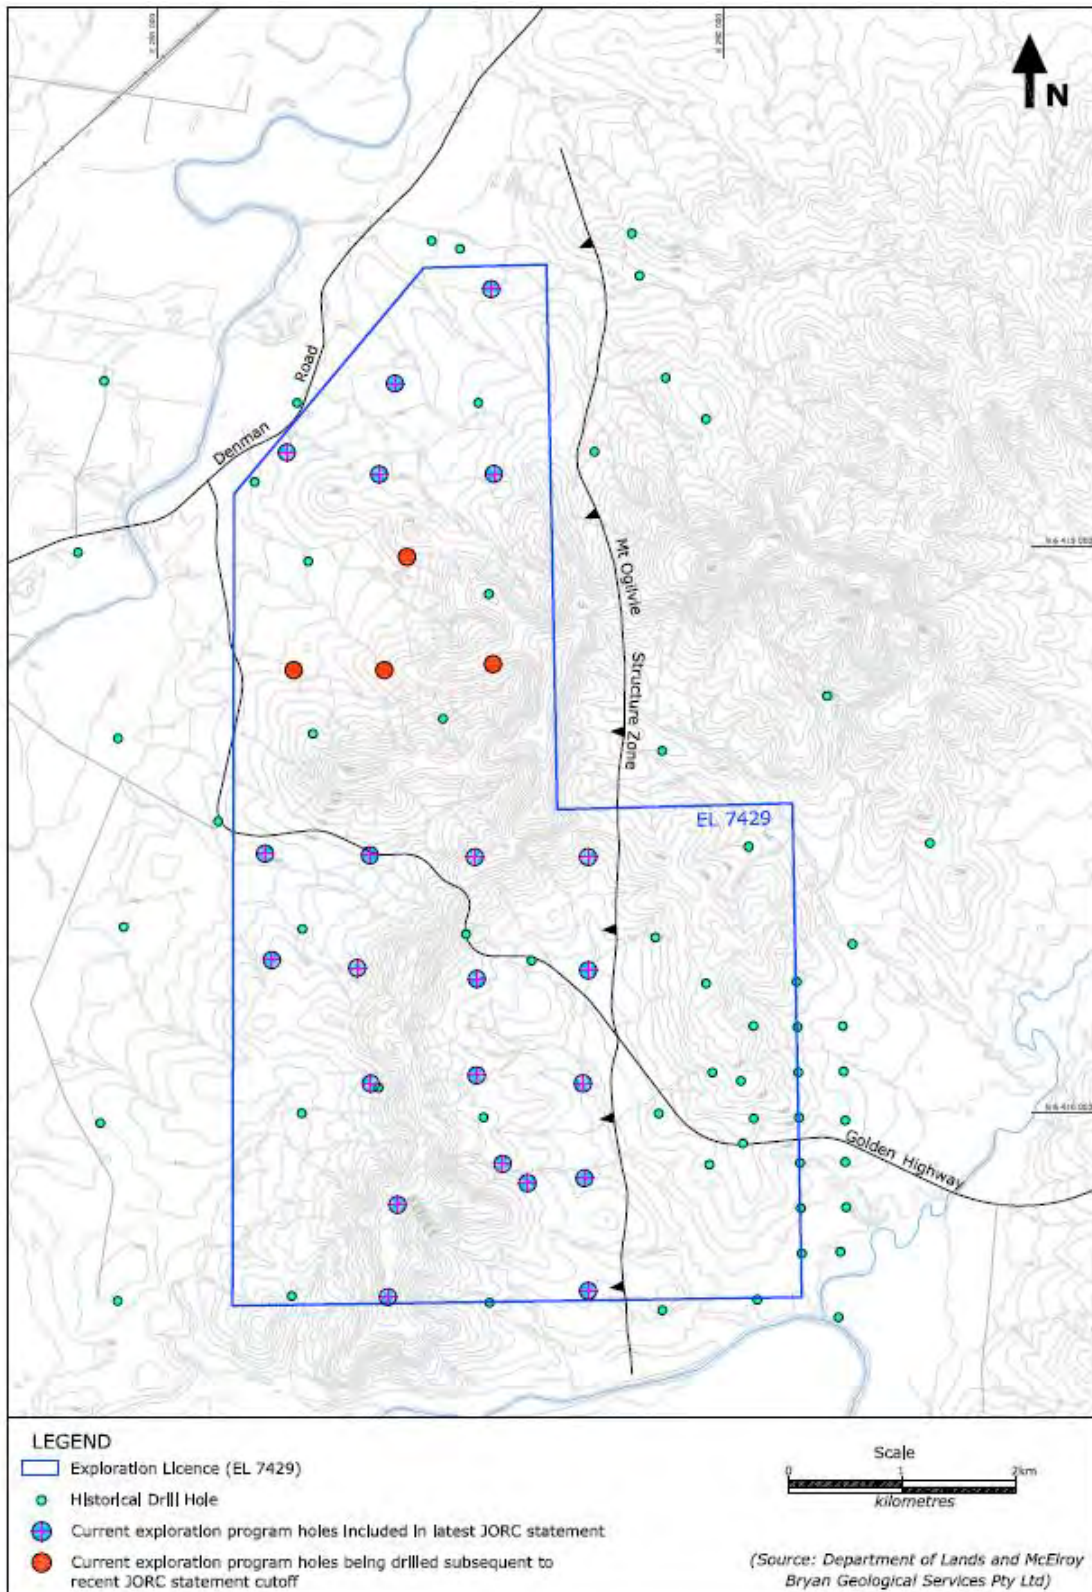 N
Road
Denman
Mt Ogilvie
Structure Zone
EL 7429
Golden Highway
LEGEND
Exploration Licence (EL 7429)
Historical Drill Hole
Current exploration program holes included in latest JORC statement
Current exploration program holes being drilled subsequent to
recent JORC statement cutoff
Scale
0 1 2km
kilometres
(Source: Department of Lands and McElroy
Bryan Geological Services Pty Ltd)